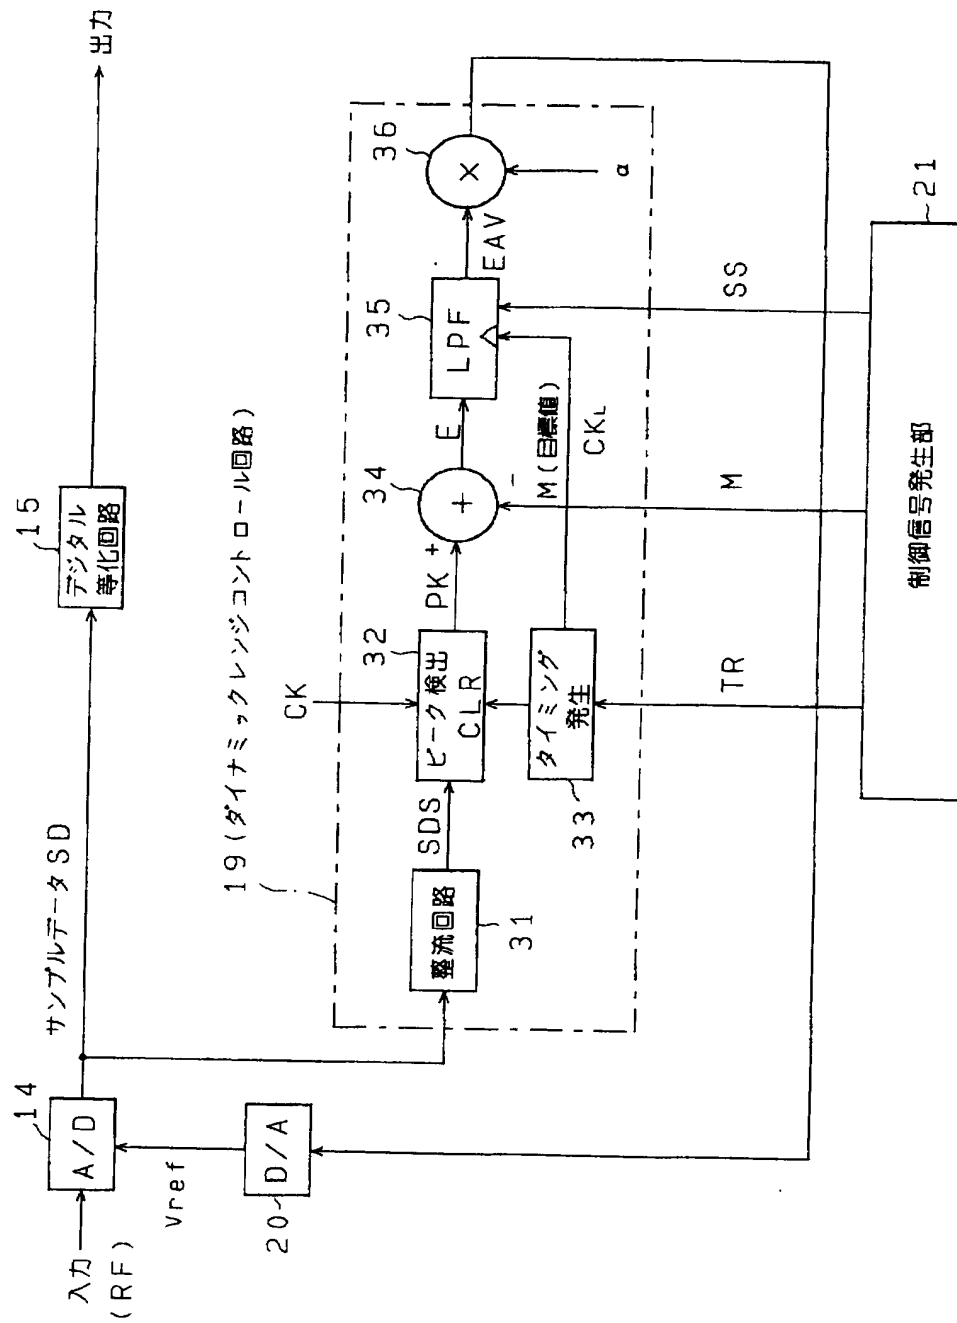 入力
(RF)
14
A/D
Vref
20
D/A
サンプルデータSD
15
デジタル
等化回路
出力
19(ダイナミックレンジコントロール回路)
整流回路
31
SDS
CK
32
ピーク検出
CLR
タイミング
発生
33
PK
+
34
+
-
E
M(目標値)
CKL
35
LPF
EAV
36
×
α
TR
M
SS
制御信号発生部
21